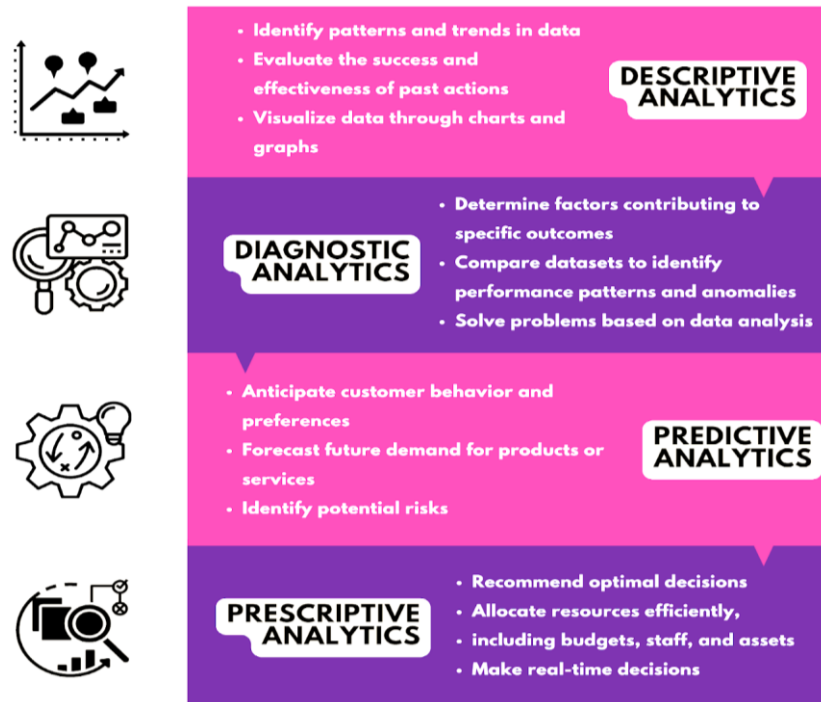 • Identify patterns and trends in data
• Evaluate the success and
effectiveness of past actions
• Visualize data through charts and
graphs
DESCRIPTIVE
ANALYTICS
DIAGNOSTIC
ANALYTICS
• Determine factors contributing to
specific outcomes
• Compare datasets to identify
performance patterns and anomalies
• Solve problems based on data analysis
• Anticipate customer behavior and
preferences
• Forecast future demand for products or
services
• Identify potential risks
PREDICTIVE
ANALYTICS
PRESCRIPTIVE
ANALYTICS
• Recommend optimal decisions
• Allocate resources efficiently,
• including budgets, staff, and assets
• Make real-time decisions